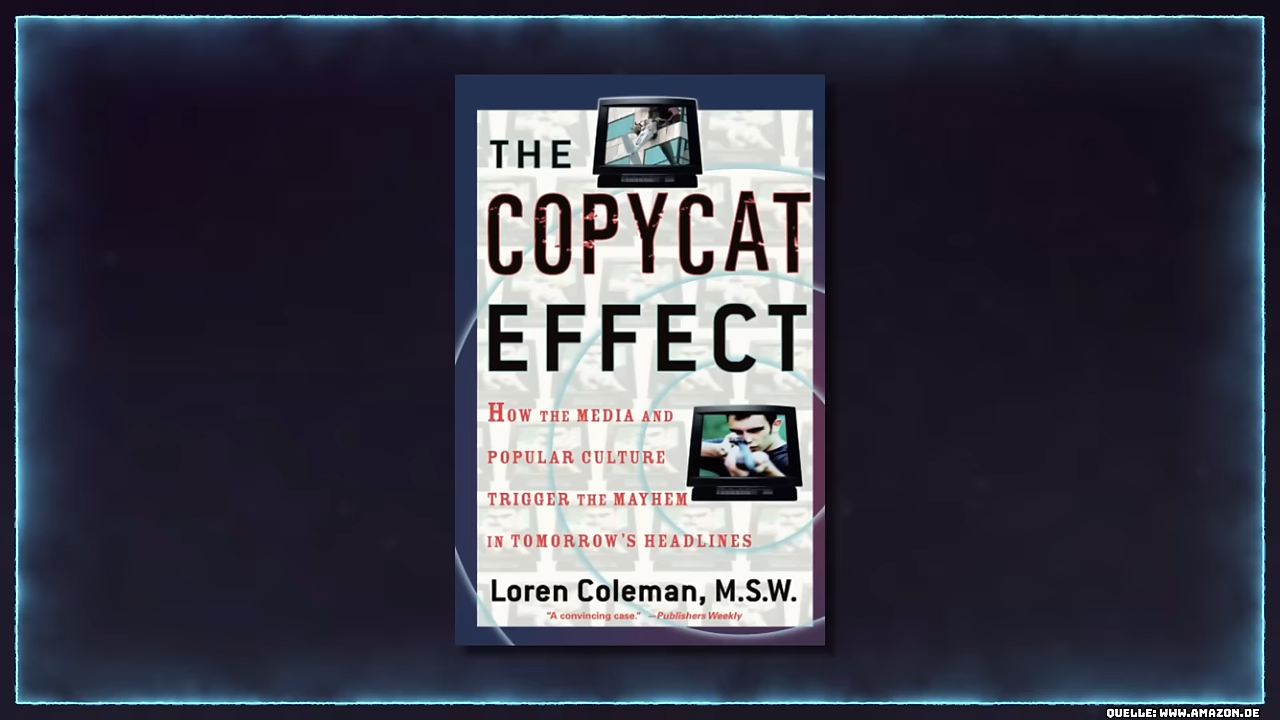 THE
COPYCAT
EFFECT
HOW THE MEDIA AND
POPULAR CULTURE
TRIGGER THE MAYHEM
IN TOMORROW'S HEADLINES
Loren Coleman, M.S.W.
"A convincing case." —Publishers Weekly
QUELLE: WWW.AMAZON.DE